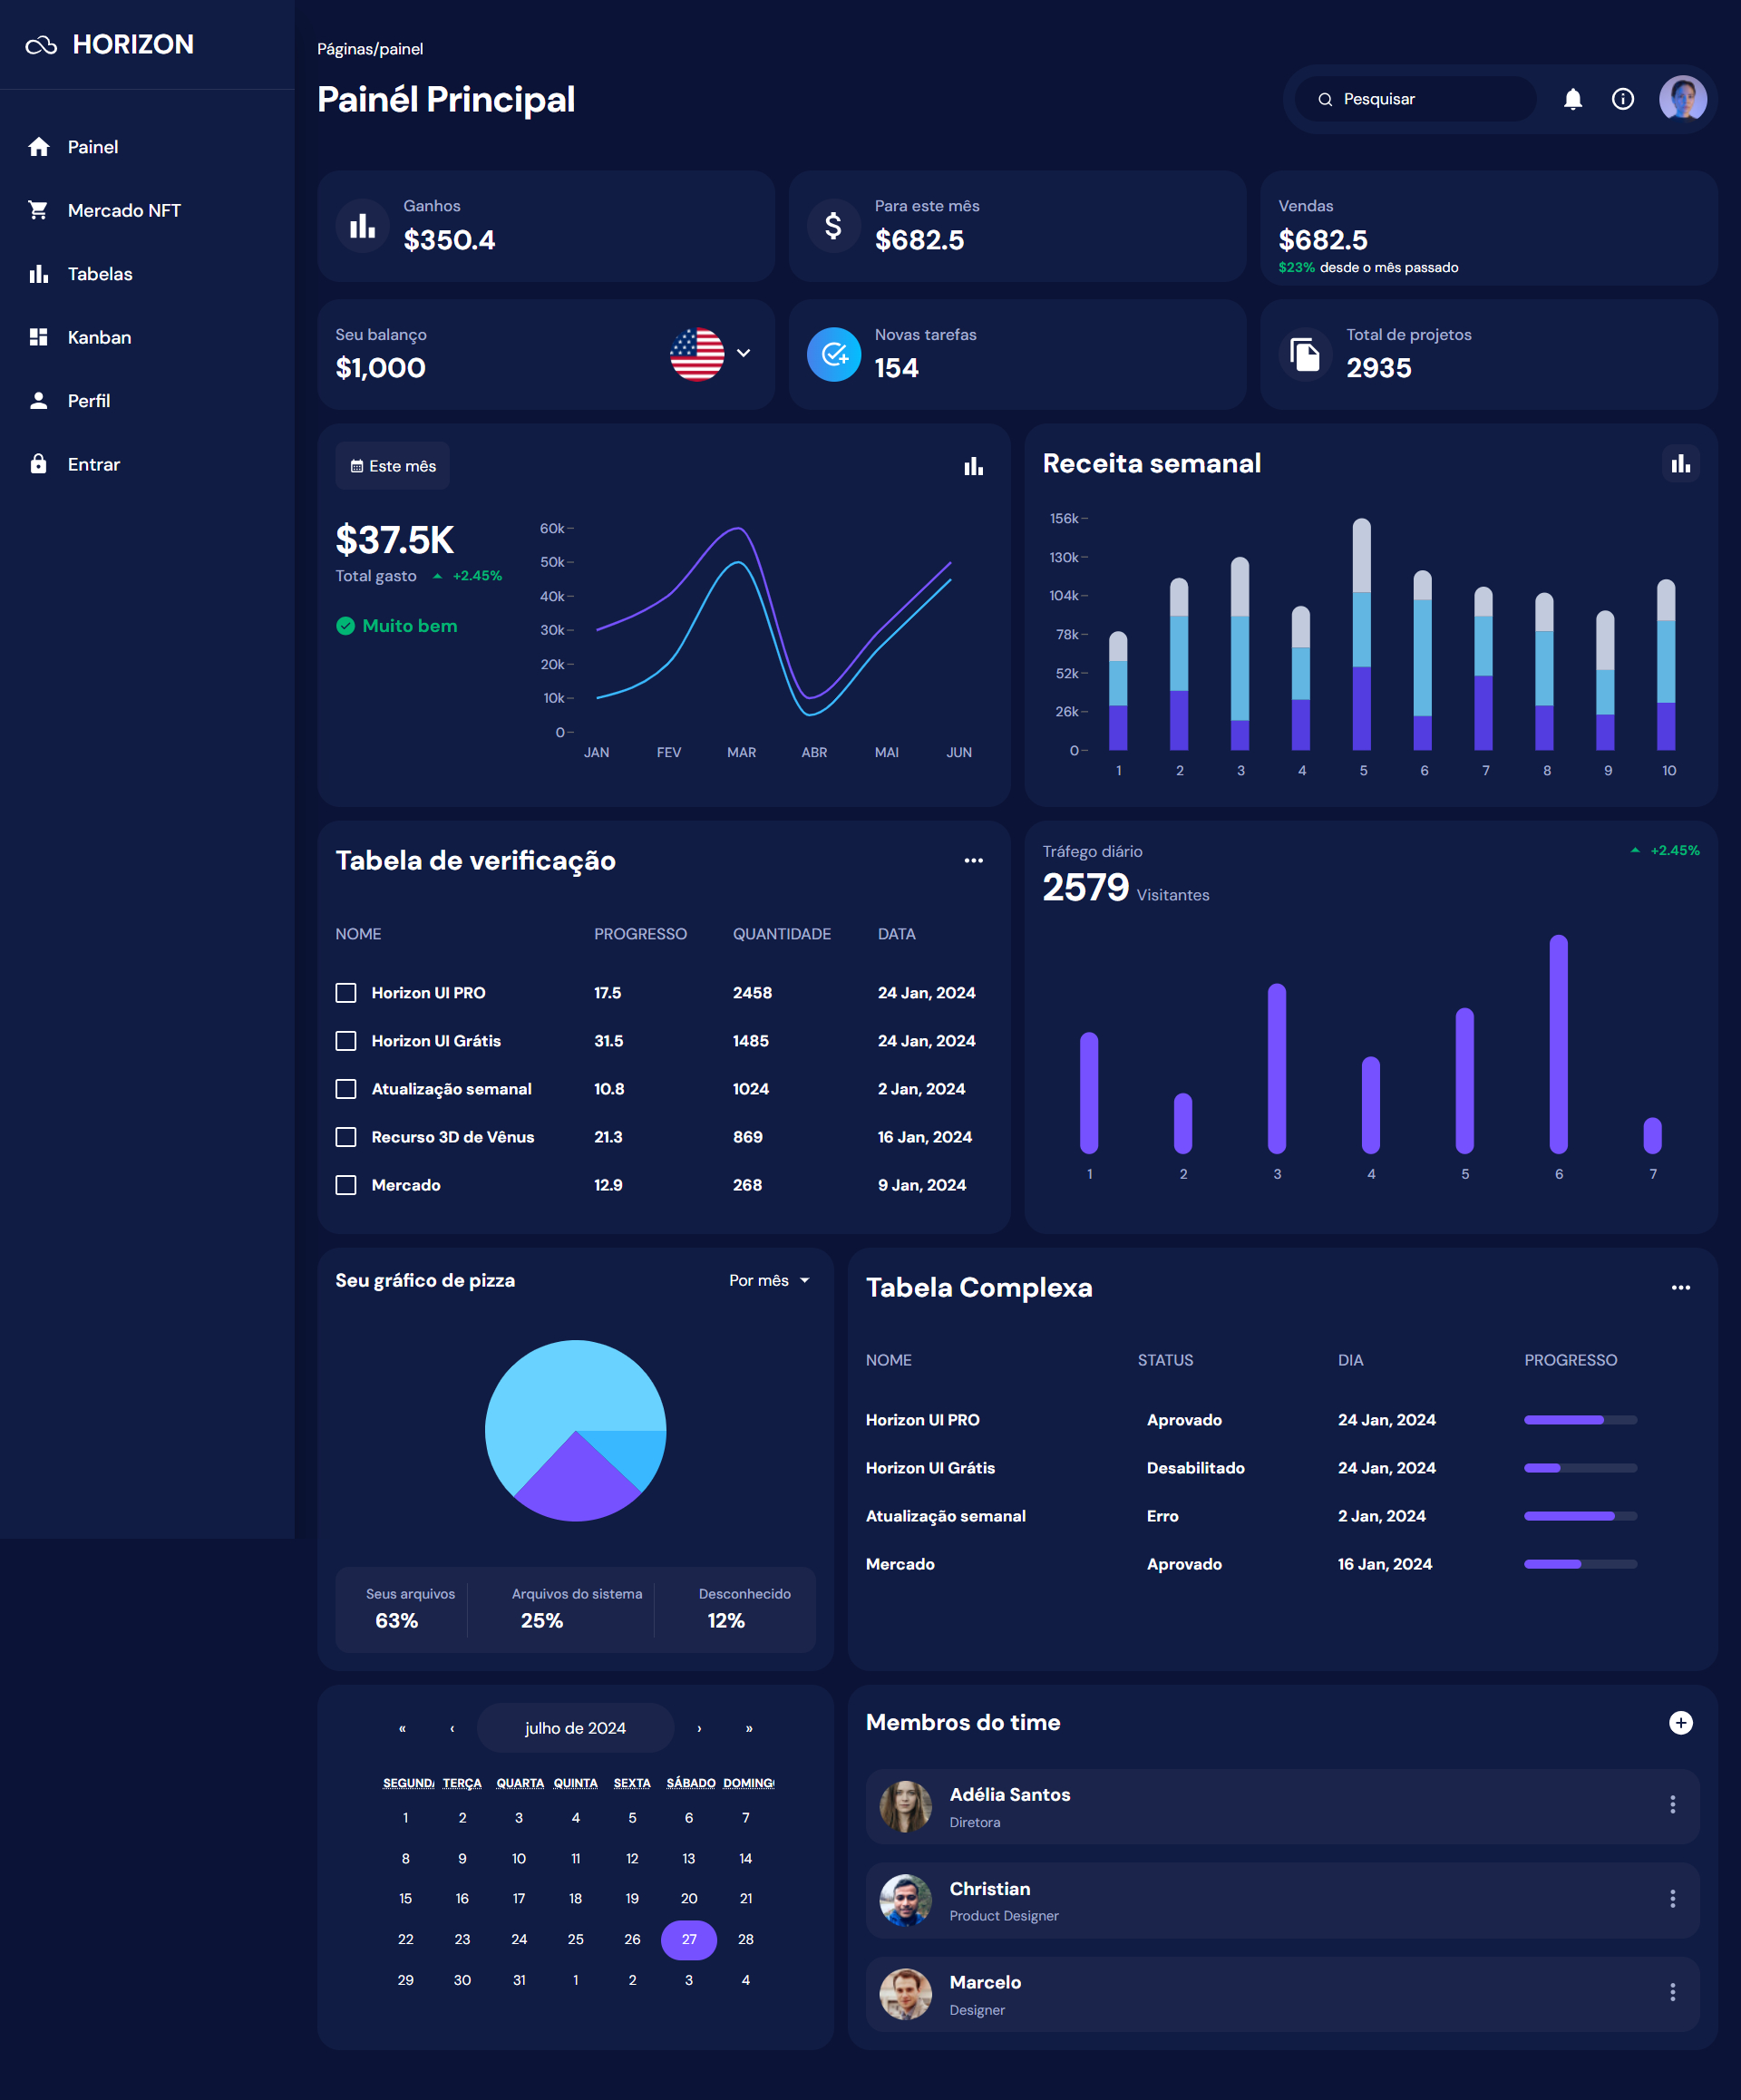 HORIZON
Painel
Mercado NFT
Tabelas
Kanban
Perfil
Entrar
Páginas/painel
Painél Principal
Pesquisar
Ganhos
$350.4
Para este mês
$682.5
Vendas
$682.5
$23% desde o mês passado
Seu balanço
$1,000
Novas tarefas
154
Total de projetos
2935
Este mês
$37.5K
Total gasto +2.45%
Muito bem
60k
50k
40k
30k
20k
10k
0
JAN FEV MAR ABR MAI JUN
Receita semanal
156k
130k
104k
78k
52k
26k
0
1 2 3 4 5 6 7 8 9 10
Tabela de verificação
NOME PROGRESSO QUANTIDADE DATA
Horizon UI PRO 17.5 2458 24 Jan, 2024
Horizon UI Grátis 31.5 1485 24 Jan, 2024
Atualização semanal 10.8 1024 2 Jan, 2024
Recurso 3D de Vênus 21.3 869 16 Jan, 2024
Mercado 12.9 268 9 Jan, 2024
Tráfego diário
+2.45%
2579 Visitantes
1 2 3 4 5 6 7
Seu gráfico de pizza
Por mês
Seus arquivos
63%
Arquivos do sistema
25%
Desconhecido
12%
Tabela Complexa
NOME STATUS DIA PROGRESSO
Horizon UI PRO Aprovado 24 Jan, 2024
Horizon UI Grátis Desabilitado 24 Jan, 2024
Atualização semanal Erro 2 Jan, 2024
Mercado Aprovado 16 Jan, 2024
« ‹ julho de 2024 › »
SEGUNDA TERÇA QUARTA QUINTA SEXTA SÁBADO DOMINGO
1 2 3 4 5 6 7
8 9 10 11 12 13 14
15 16 17 18 19 20 21
22 23 24 25 26 27 28
29 30 31 1 2 3 4
Membros do time
Adélia Santos
Diretora
Christian
Product Designer
Marcelo
Designer